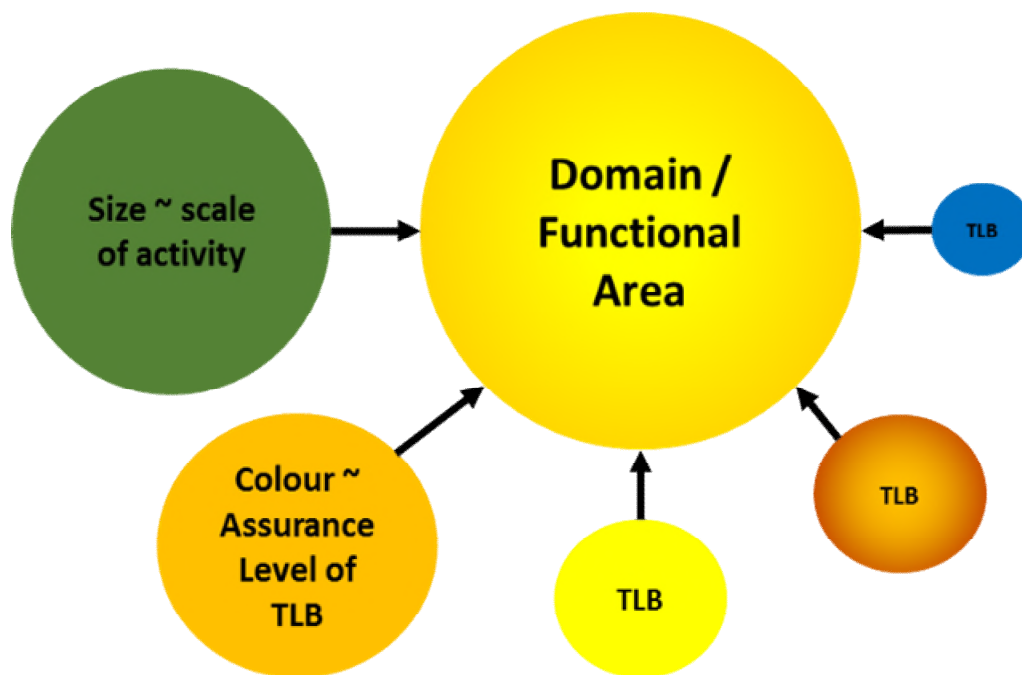 Domain /
Functional
Area
Size ~ scale
of activity
TLB
Colour ~
Assurance
Level of
TLB
TLB
TLB